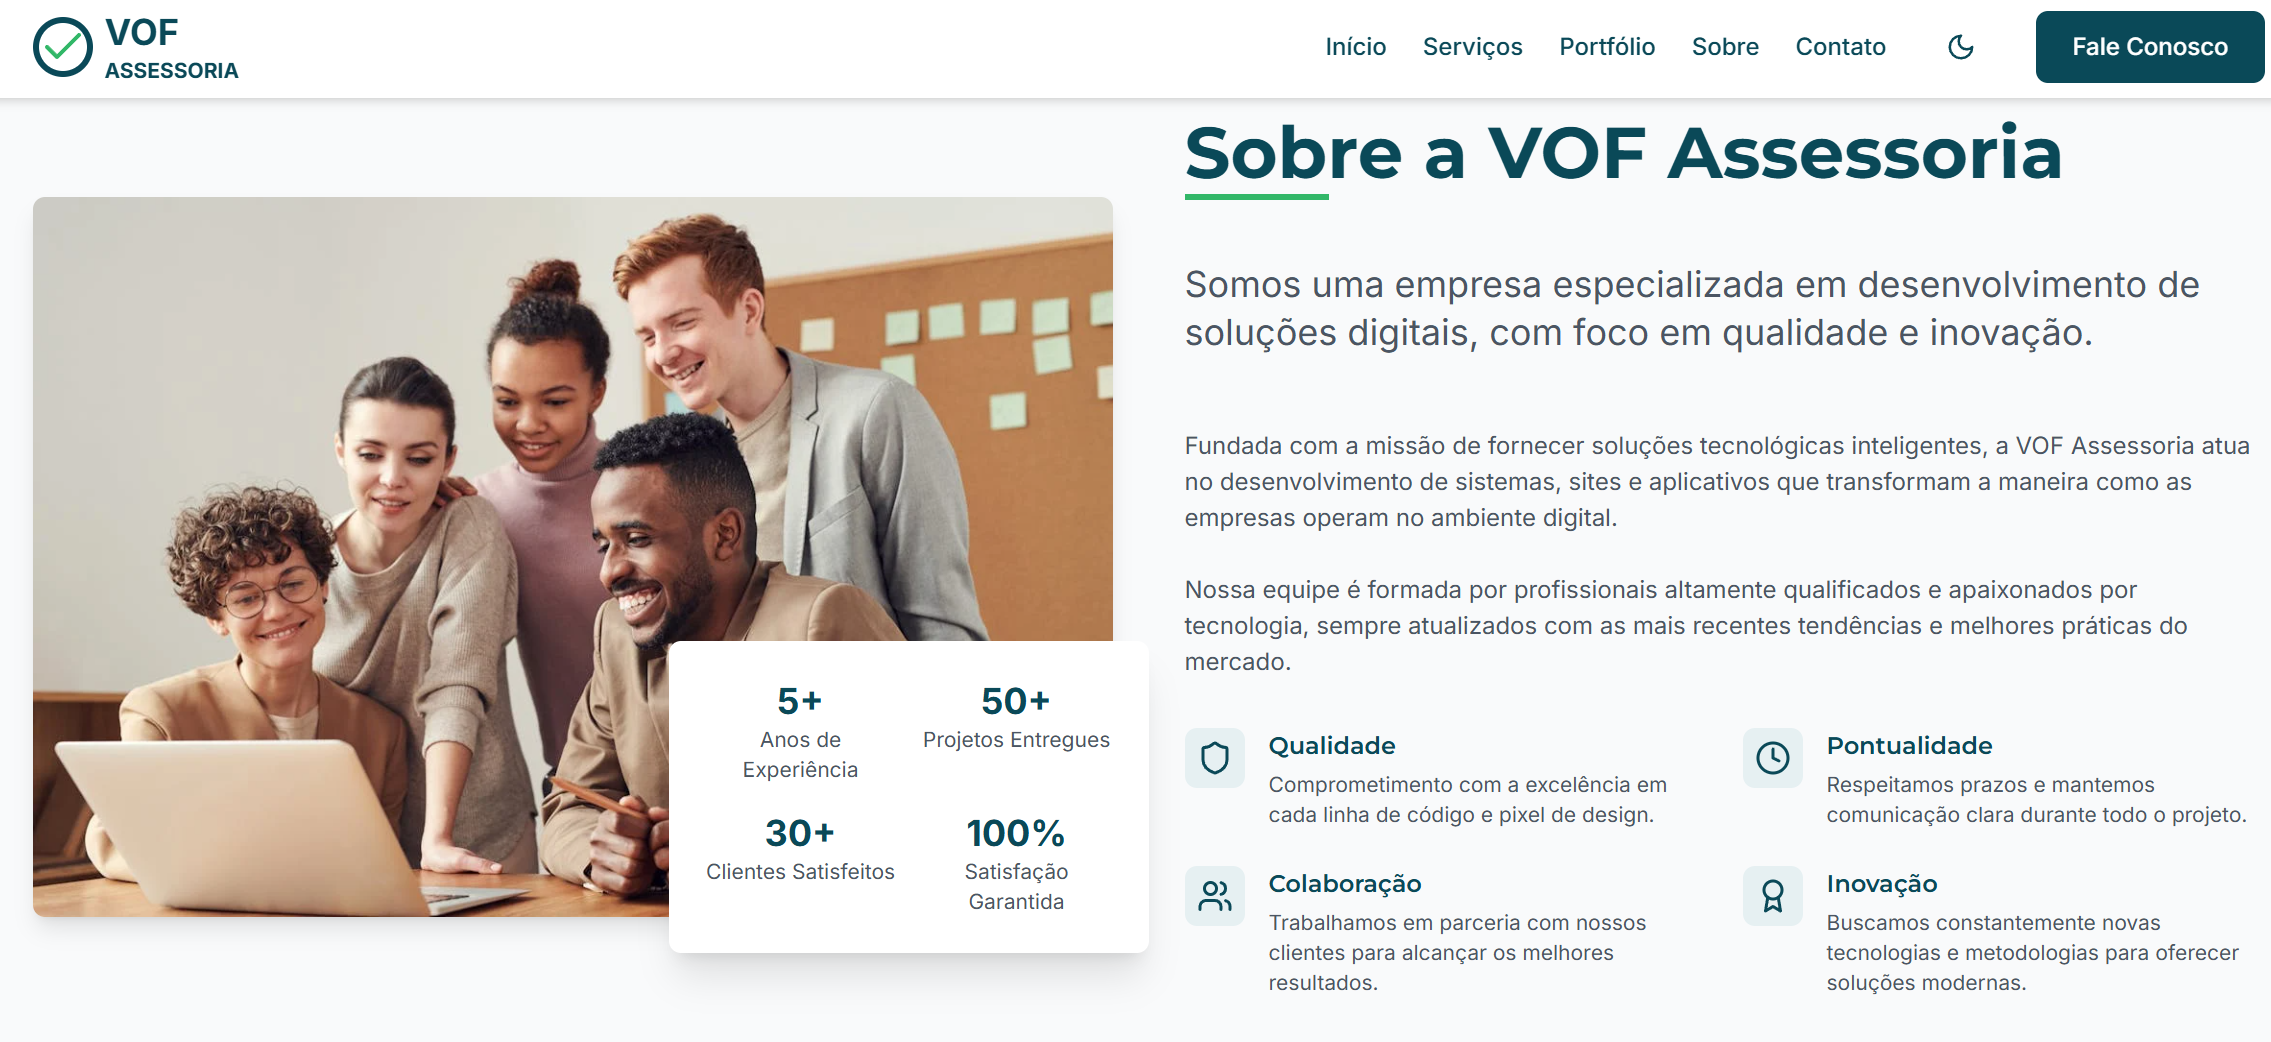 VOF
ASSESSORIA
Início
Serviços
Portfólio
Sobre
Contato
Fale Conosco
Sobre a VOF Assessoria
Somos uma empresa especializada em desenvolvimento de
soluções digitais, com foco em qualidade e inovação.
Fundada com a missão de fornecer soluções tecnológicas inteligentes, a VOF Assessoria atua
no desenvolvimento de sistemas, sites e aplicativos que transformam a maneira como as
empresas operam no ambiente digital.
Nossa equipe é formada por profissionais altamente qualificados e apaixonados por
tecnologia, sempre atualizados com as mais recentes tendências e melhores práticas do
mercado.
5+
Anos de
Experiência
50+
Projetos Entregues
30+
Clientes Satisfeitos
100%
Satisfação
Garantida
Qualidade
Comprometimento com a excelência em
cada linha de código e pixel de design.
Pontualidade
Respeitamos prazos e mantemos
comunicação clara durante todo o projeto.
Colaboração
Trabalhamos em parceria com nossos
clientes para alcançar os melhores
resultados.
Inovação
Buscamos constantemente novas
tecnologias e metodologias para oferecer
soluções modernas.